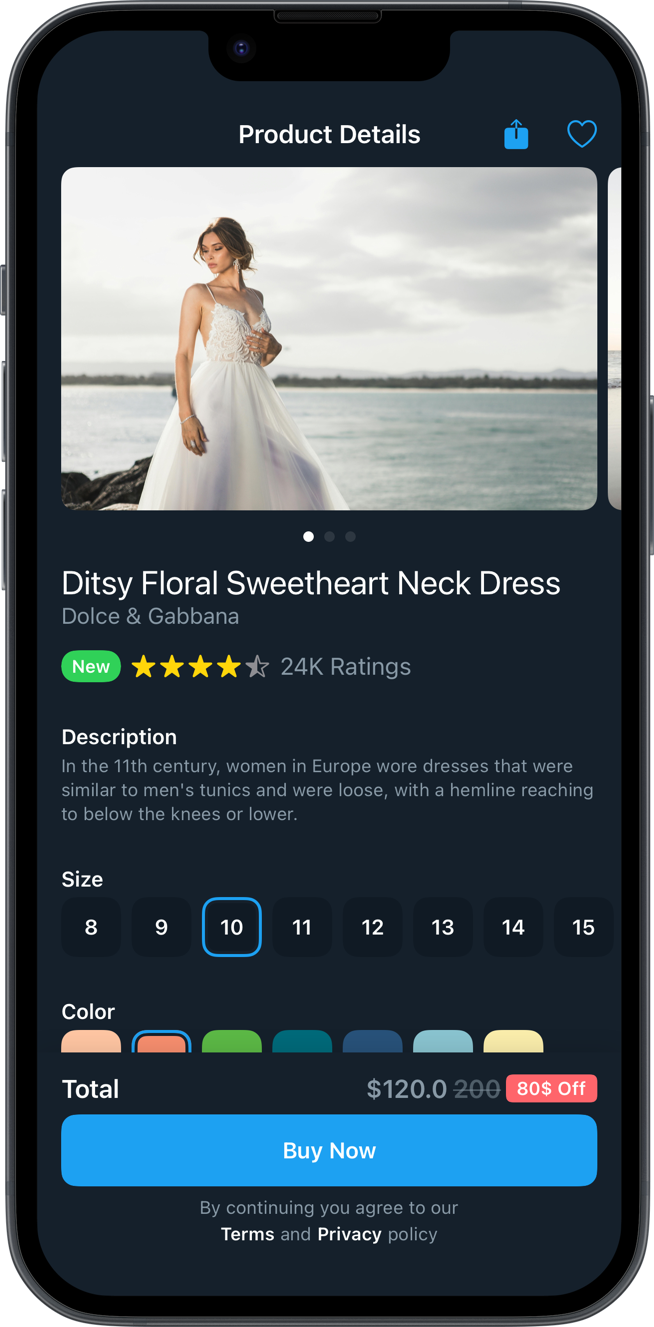 Product Details
Ditsy Floral Sweetheart Neck Dress
Dolce & Gabbana
New 24K Ratings
Description
In the 11th century, women in Europe wore dresses that were
similar to men's tunics and were loose, with a hemline reaching
to below the knees or lower.
Size
8 9 10 11 12 13 14 15
Color
Total $120.0 200 80$ Off
Buy Now
By continuing you agree to our
Terms and Privacy policy